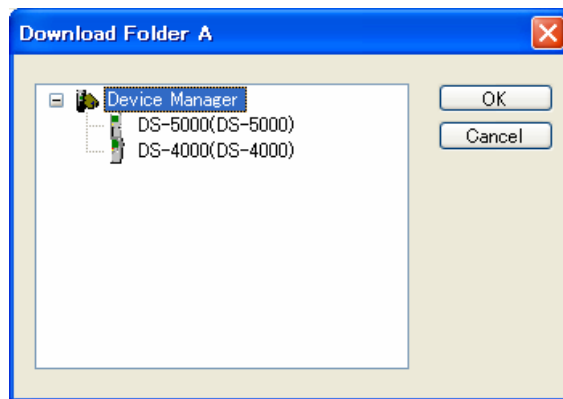 Download Folder A
Device Manager
DS-5000(DS-5000)
DS-4000(DS-4000)
OK
Cancel